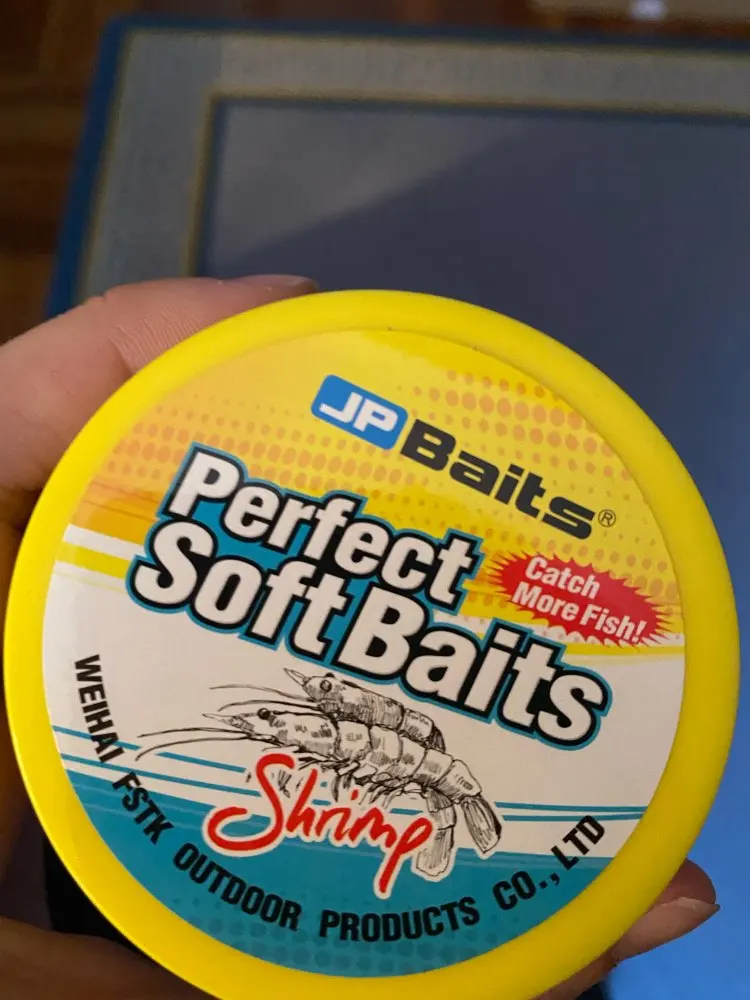 JP Baits®
Perfect
Soft Baits
Catch
More Fish!
Shrimp
WEIHAI FSTK OUTDOOR PRODUCTS CO., LTD